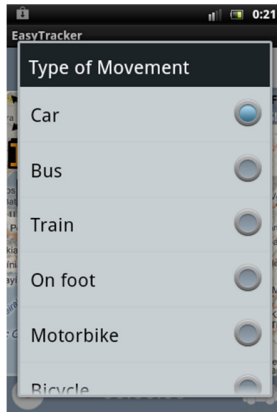 0:21
EasyTracker
Type of Movement
Car
Bus
Train
On foot
Motorbike
Bicycle